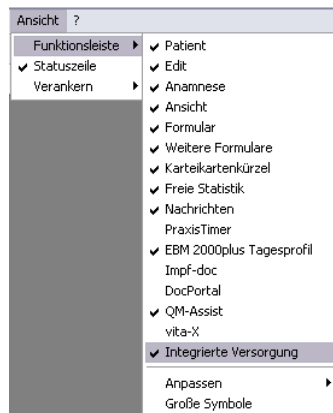 Ansicht ?
Funktionsleiste
Statuszeile
Verankern
Patient
Edit
Anamnese
Ansicht
Formular
Weitere Formulare
Karteikartenkürzel
Freie Statistik
Nachrichten
PraxisTimer
EBM 2000plus Tagesprofil
Impf-doc
DocPortal
QM-Assist
vita-X
Integrierte Versorgung
Anpassen
Große Symbole